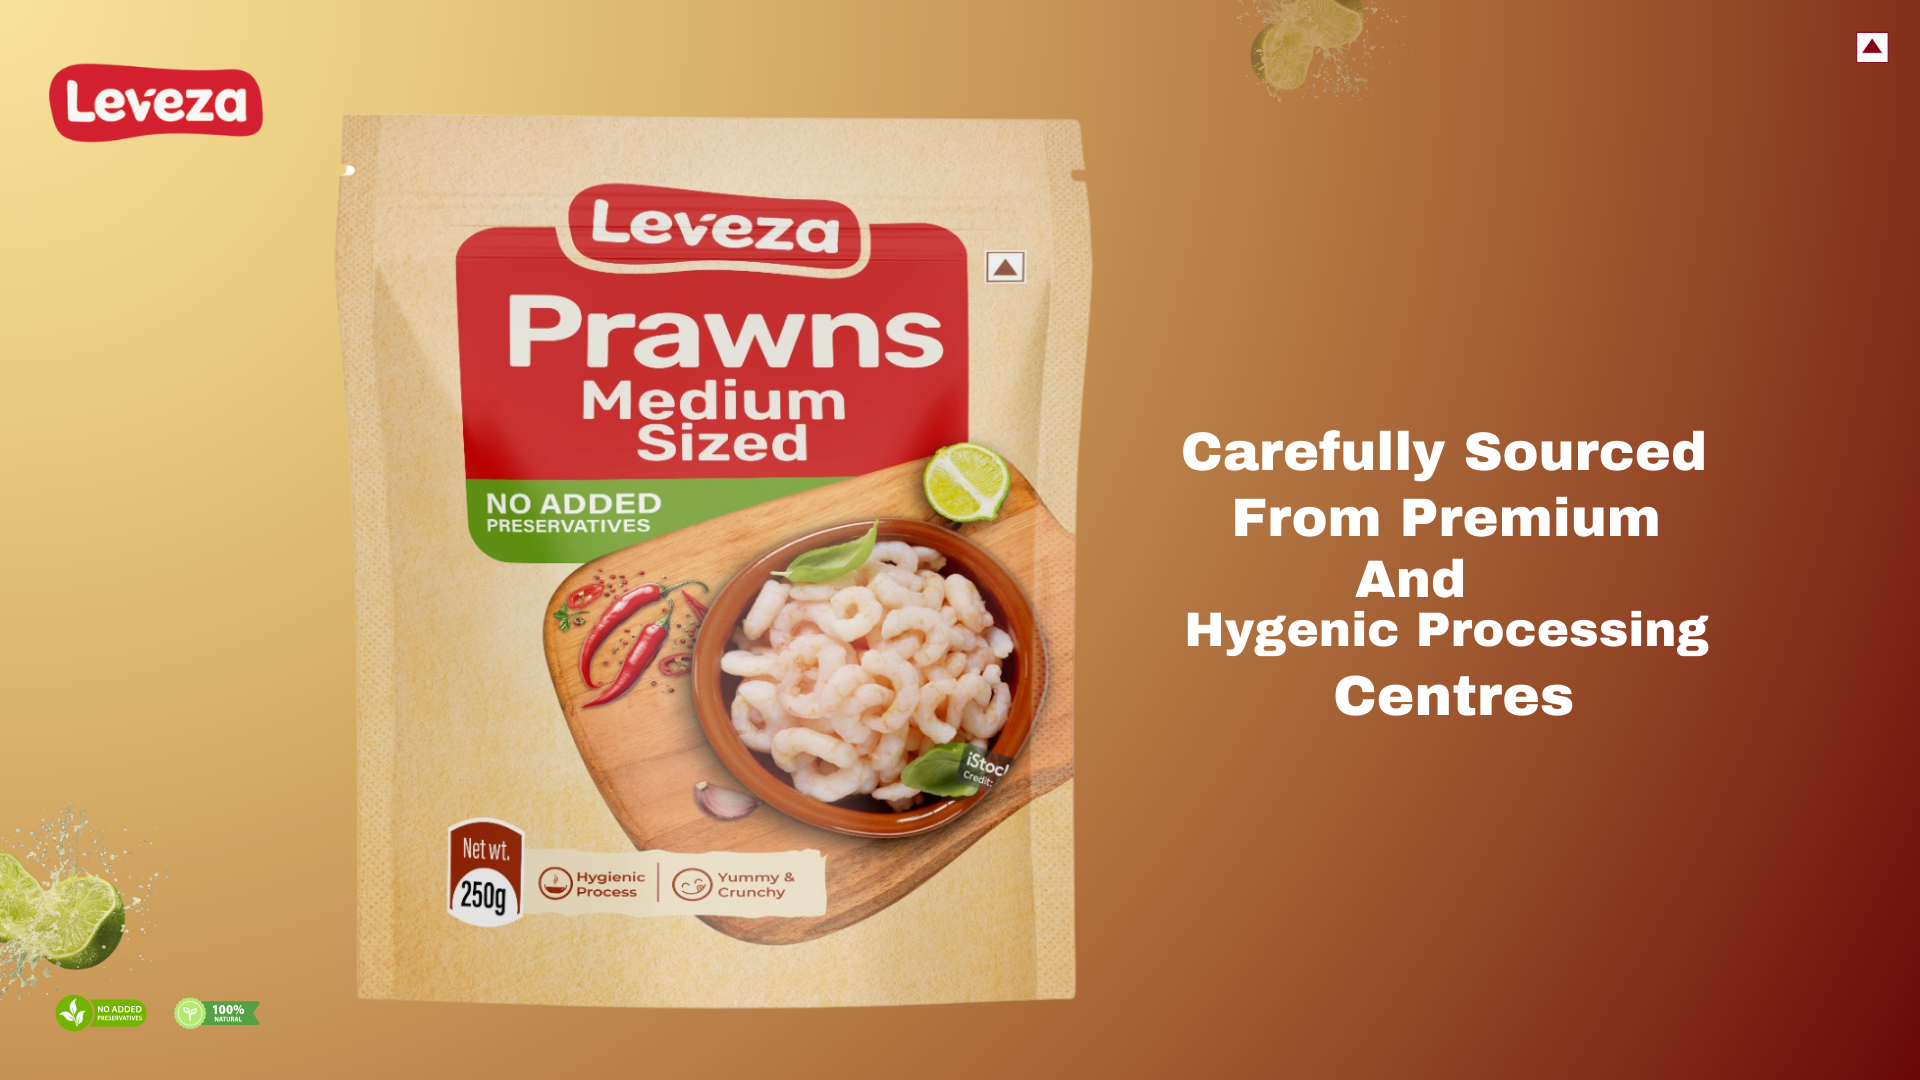 Leveza
Leveza
Prawns
Medium
Sized
NO ADDED
PRESERVATIVES
iStoc
Credit:
Net wt.
250g
Hygienic
Process
Yummy &
Crunchy
Carefully Sourced
From Premium
And
Hygenic Processing
Centres
NO ADDED
PRESERVATIVES
100%
NATURAL